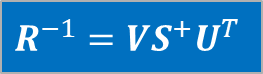 R⁻¹ = VS⁺Uᵀ